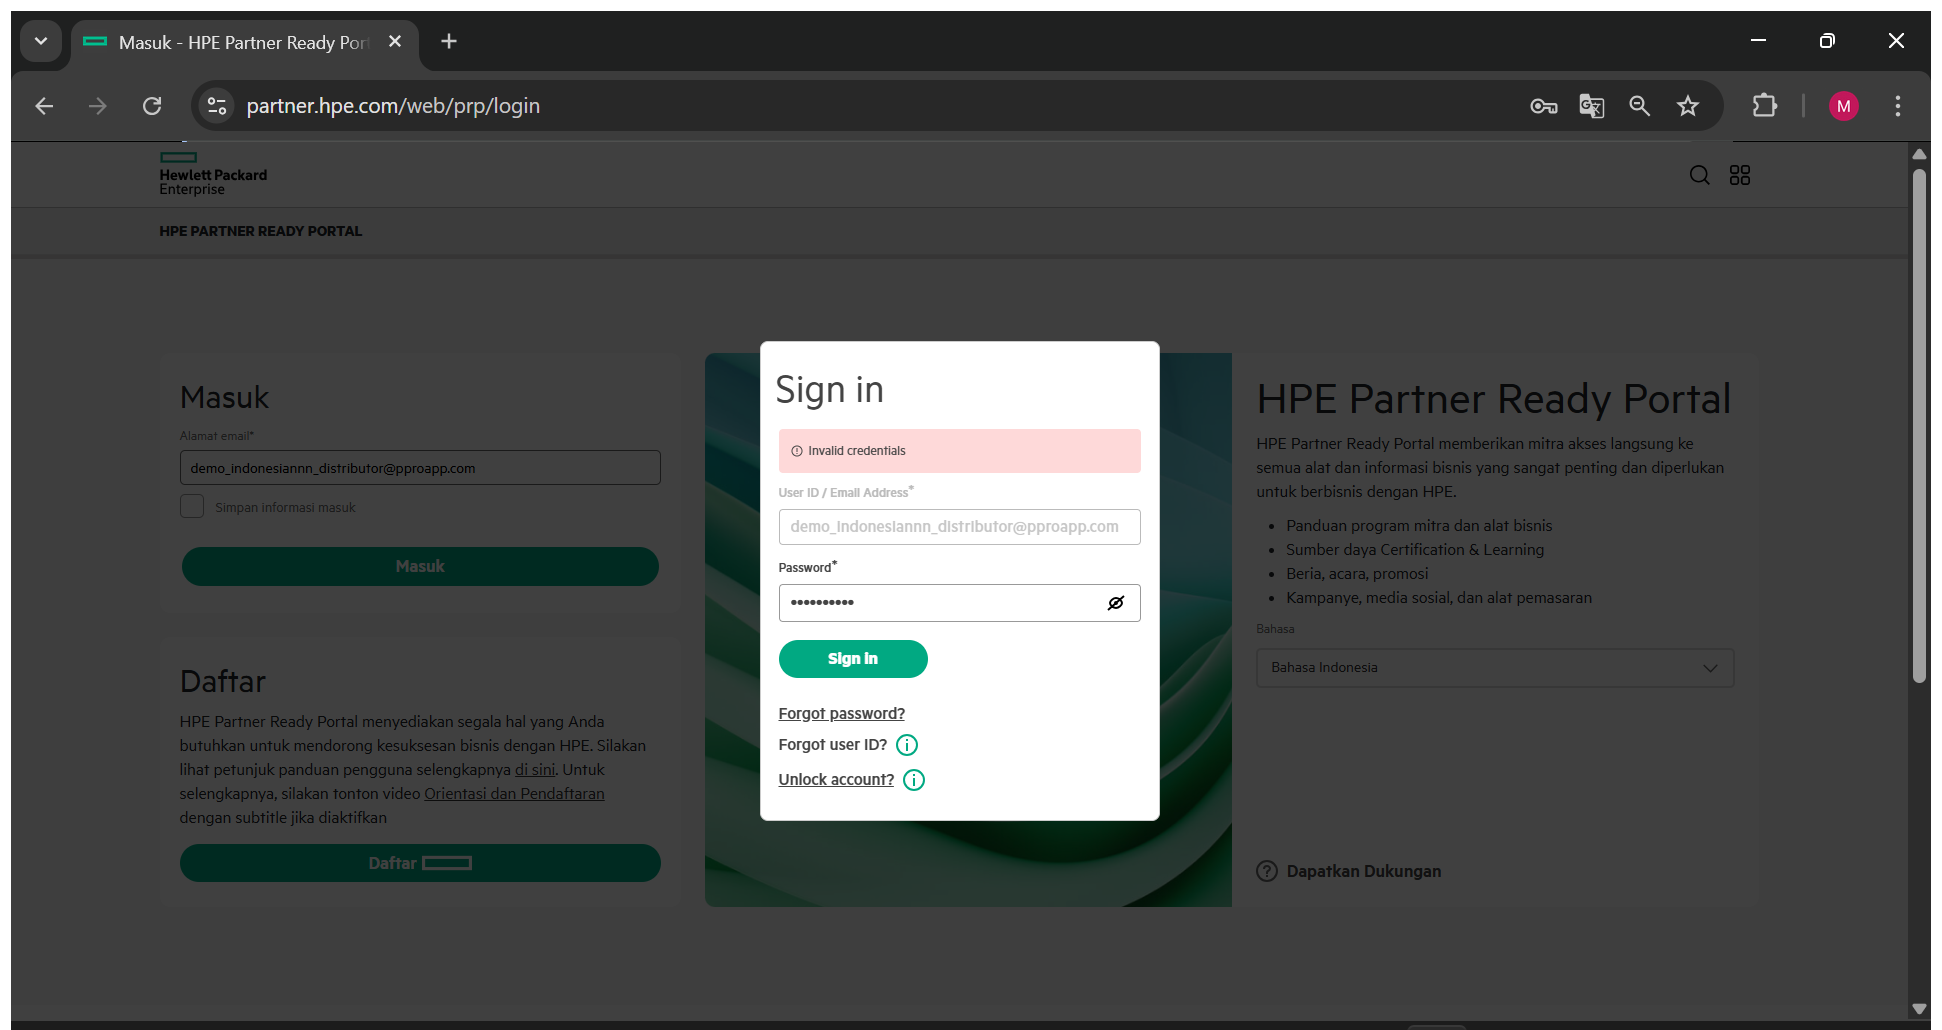 Masuk - HPE Partner Ready Por
partner.hpe.com/web/prp/login
M
Hewlett Packard
Enterprise
HPE PARTNER READY PORTAL
Masuk
Alamat email*
demo_indonesiannn_distributor@pproapp.com
Simpan informasi masuk
Masuk
Daftar
HPE Partner Ready Portal menyediakan segala hal yang Anda
butuhkan untuk mendorong kesuksesan bisnis dengan HPE. Silakan
lihat petunjuk panduan pengguna selengkapnya di sini. Untuk
selengkapnya, silakan tonton video Orientasi dan Pendaftaran
dengan subtitle jika diaktifkan
Daftar
Sign in
Invalid credentials
User ID / Email Address*
demo_indonesiannn_distributor@pproapp.com
Password*
••••••••••
Sign in
Forgot password?
Forgot user ID?
Unlock account?
HPE Partner Ready Portal
HPE Partner Ready Portal memberikan mitra akses langsung ke
semua alat dan informasi bisnis yang sangat penting dan diperlukan
untuk berbisnis dengan HPE.
• Panduan program mitra dan alat bisnis
• Sumber daya Certification & Learning
• Beria, acara, promosi
• Kampanye, media sosial, dan alat pemasaran
Bahasa
Bahasa Indonesia
Dapatkan Dukungan